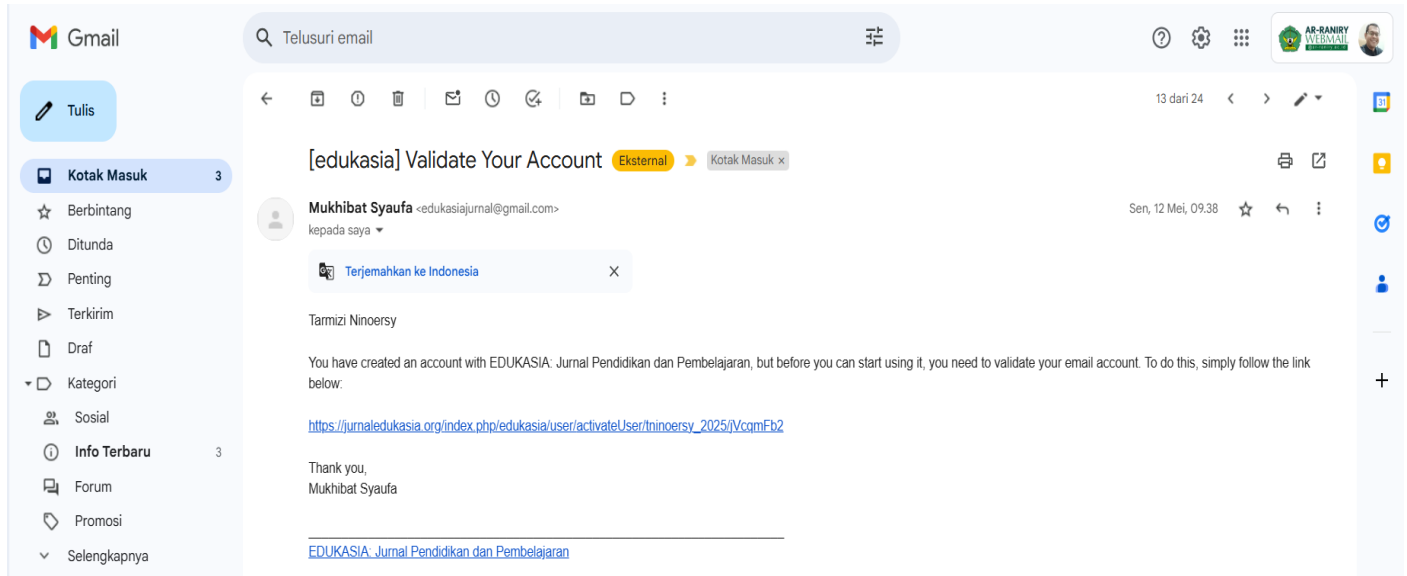 Gmail
Telusuri email
AR-RANIRY
WEBMAIL
Tulis
13 dari 24
31
[edukasia] Validate Your Account Eksternal Kotak Masuk ×
Kotak Masuk 3
Mukhibat Syaufa <edukasiajurnal@gmail.com>
Sen, 12 Mei, 09.38
kepada saya
Berbintang
Ditunda
Penting
Terkirim
Draf
Kategori
Sosial
Info Terbaru 3
Forum
Promosi
Selengkapnya
Terjemahkan ke Indonesia X
Tarmizi Ninoersy
You have created an account with EDUKASIA: Jurnal Pendidikan dan Pembelajaran, but before you can start using it, you need to validate your email account. To do this, simply follow the link
below:
https://jurnaledukasia.org/index.php/edukasia/user/activateUser/tninoersy_2025/jVcqmFb2
Thank you,
Mukhibat Syaufa
EDUKASIA: Jurnal Pendidikan dan Pembelajaran